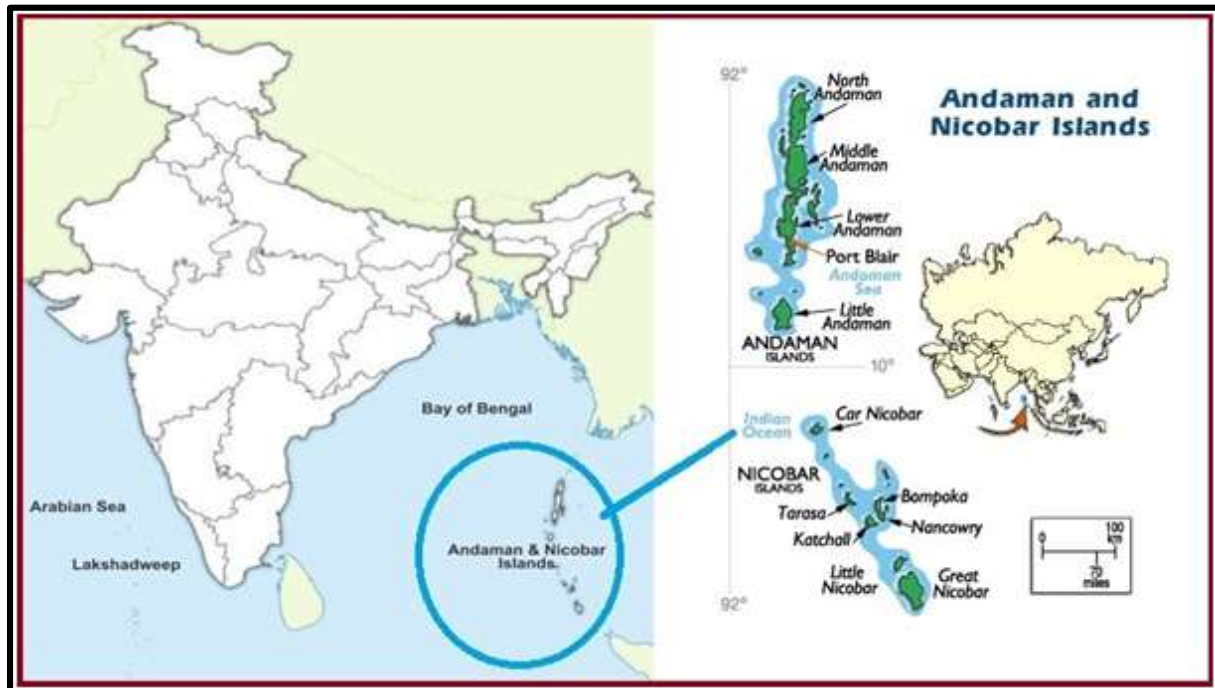 Bay of Bengal
Arabian Sea
Lakshadweep
Andaman & Nicobar
Islands.
Andaman and
Nicobar Islands
92°
North
Andaman
Middle
Andaman
Lower
Andaman
Port Blair
Andaman
Sea
Little
Andaman
ANDAMAN
ISLANDS
10°
Indian
Ocean
Car Nicobar
NICOBAR
ISLANDS
Tarasa
Bompoka
Nancowry
Katchall
Little
Nicobar
Great
Nicobar
92°
0 100
km
70
miles